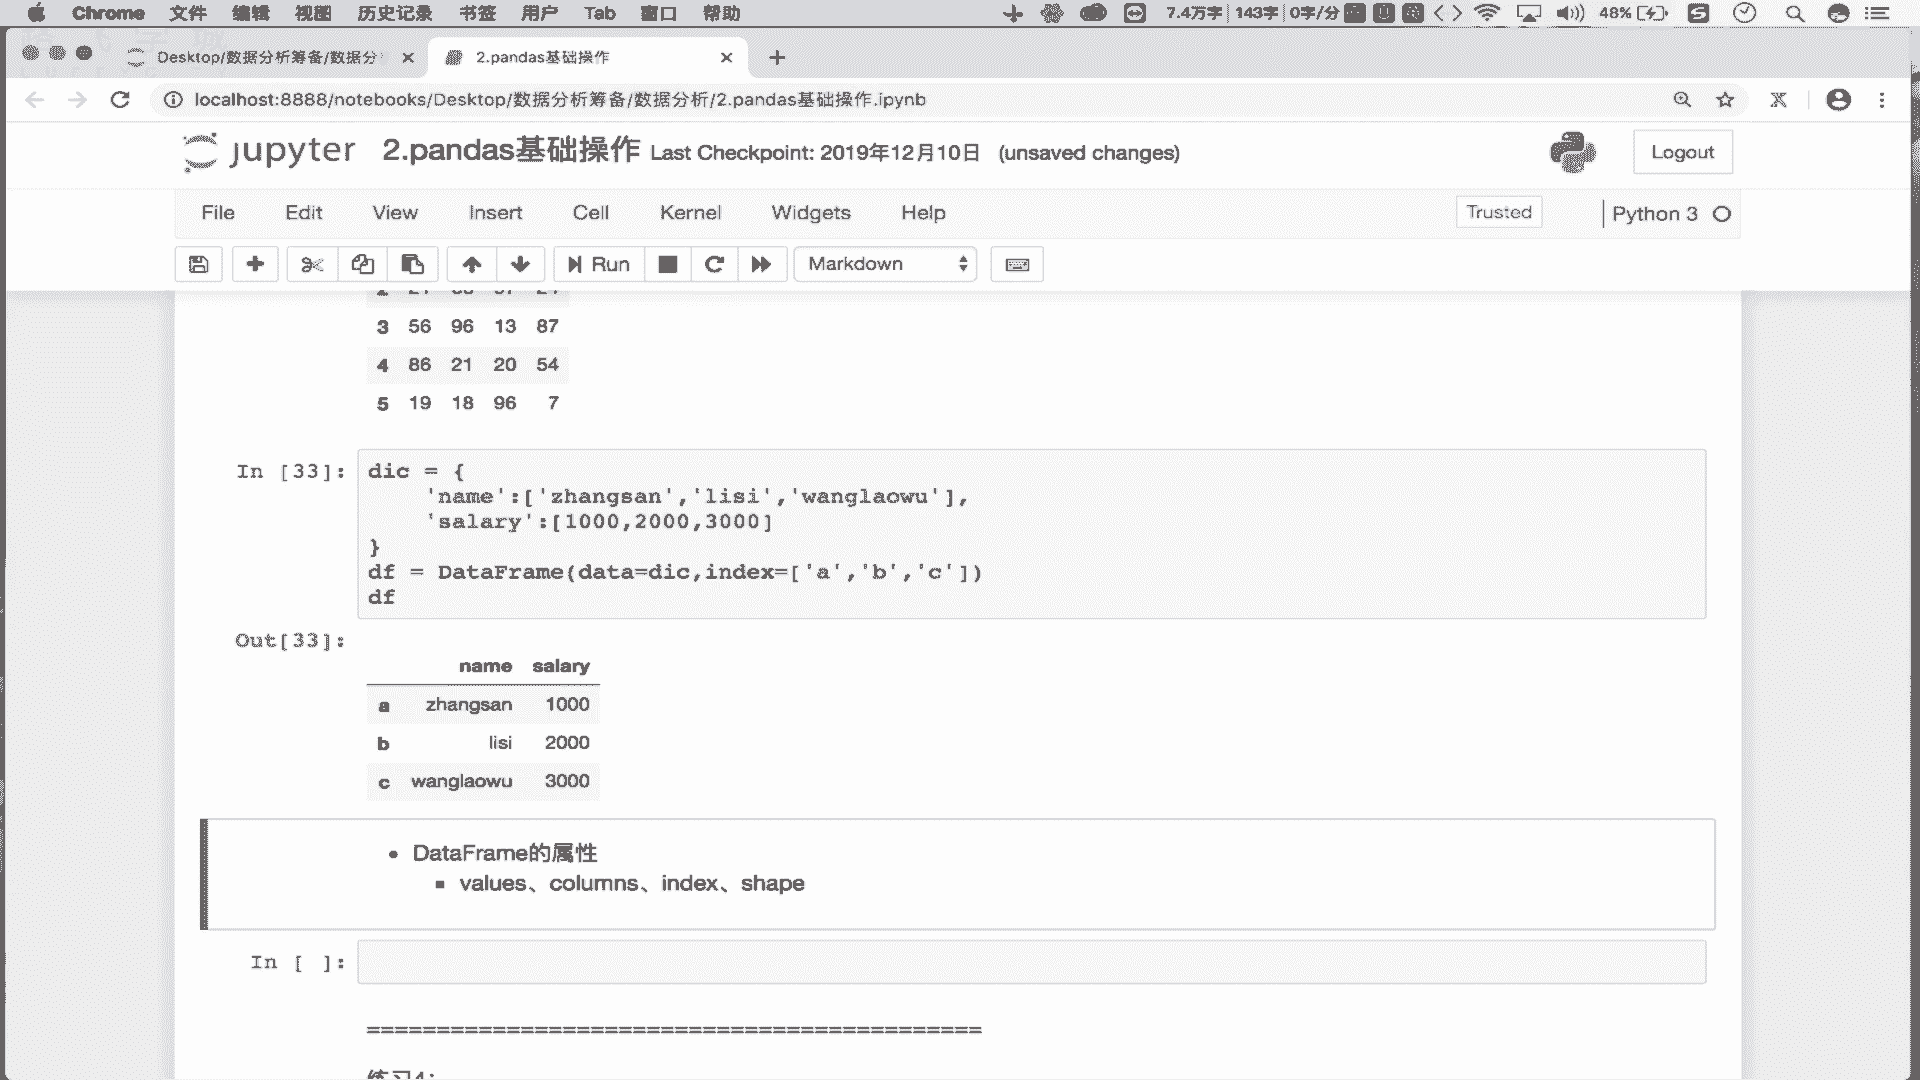 Chrome 文件 编辑 视图 历史记录 书签 用户 Tab 窗口 帮助 7.4万字 143字 0字/分 48%
Desktop/数据分析筹备/数据分
2.pandas基础操作
localhost:8888/notebooks/Desktop/数据分析筹备/数据分析/2.pandas基础操作.ipynb
jupyter 2.pandas基础操作 Last Checkpoint: 2019年12月10日 (unsaved changes)
Logout
File Edit View Insert Cell Kernel Widgets Help Trusted Python 3
Run Markdown
3 56 96 13 87
4 86 21 20 54
5 19 18 96 7
In [33]: dic = {
'name':['zhangsan','lisi','wanglaowu'],
'salary':[1000,2000,3000]
}
df = DataFrame(data=dic,index=['a','b','c'])
df
Out[33]:
name salary
a zhangsan 1000
b lisi 2000
c wanglaowu 3000
• DataFrame的属性
▪ values、columns、index、shape
In [ ]:
============================================
练习4: